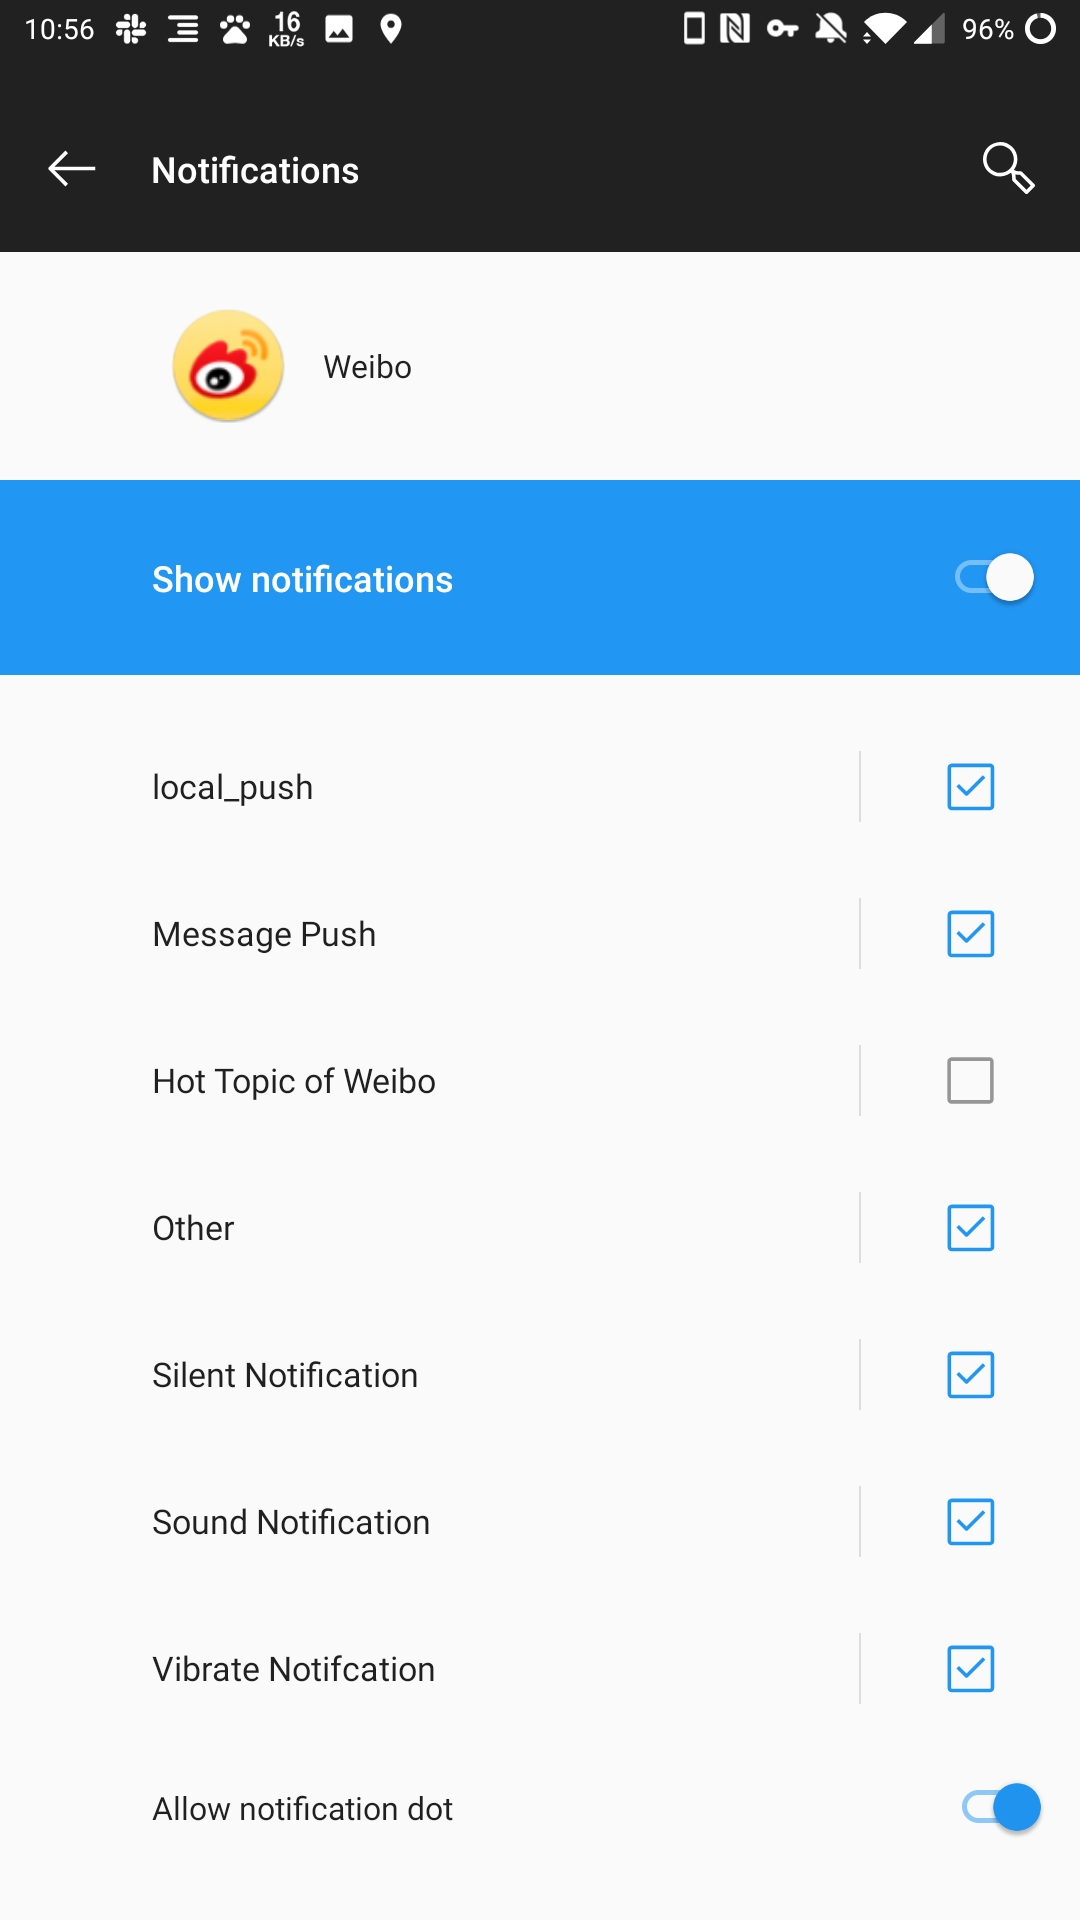 10:56 16 KB/s 96%
Notifications
Weibo
Show notifications
local_push
Message Push
Hot Topic of Weibo
Other
Silent Notification
Sound Notification
Vibrate Notifcation
Allow notification dot